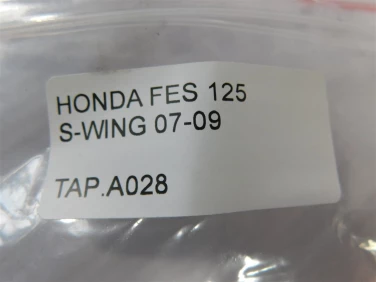 HONDA FES 125
S-WING 07-09
TAP.A028